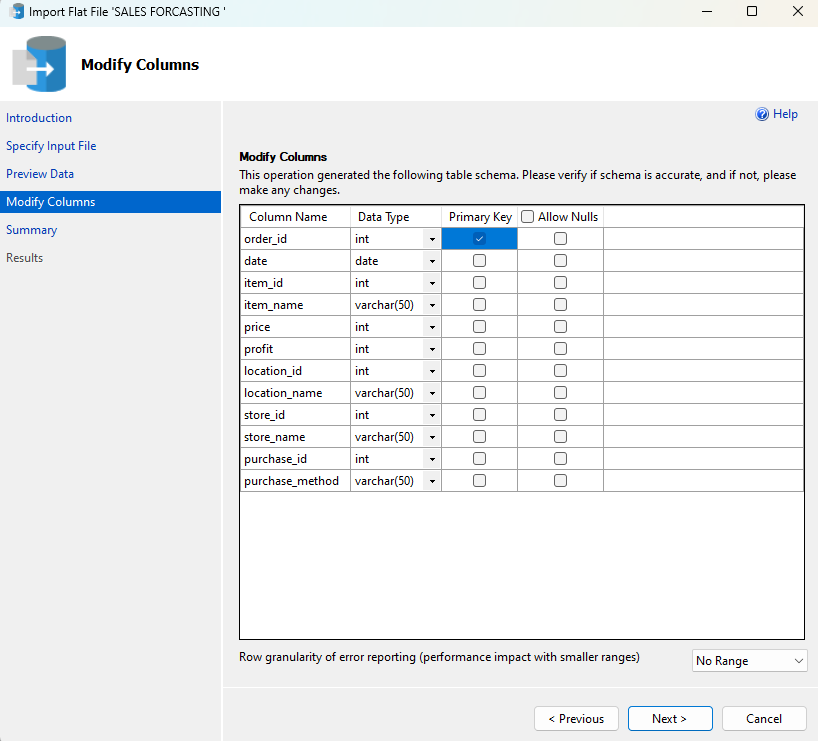 Import Flat File 'SALES FORCASTING '
Modify Columns
Introduction
Specify Input File
Preview Data
Modify Columns
Summary
Results
Help
Modify Columns
This operation generated the following table schema. Please verify if schema is accurate, and if not, please
make any changes.
Column Name Data Type Primary Key Allow Nulls
order_id int
date date
item_id int
item_name varchar(50)
price int
profit int
location_id int
location_name varchar(50)
store_id int
store_name varchar(50)
purchase_id int
purchase_method varchar(50)
Row granularity of error reporting (performance impact with smaller ranges) No Range
< Previous Next > Cancel